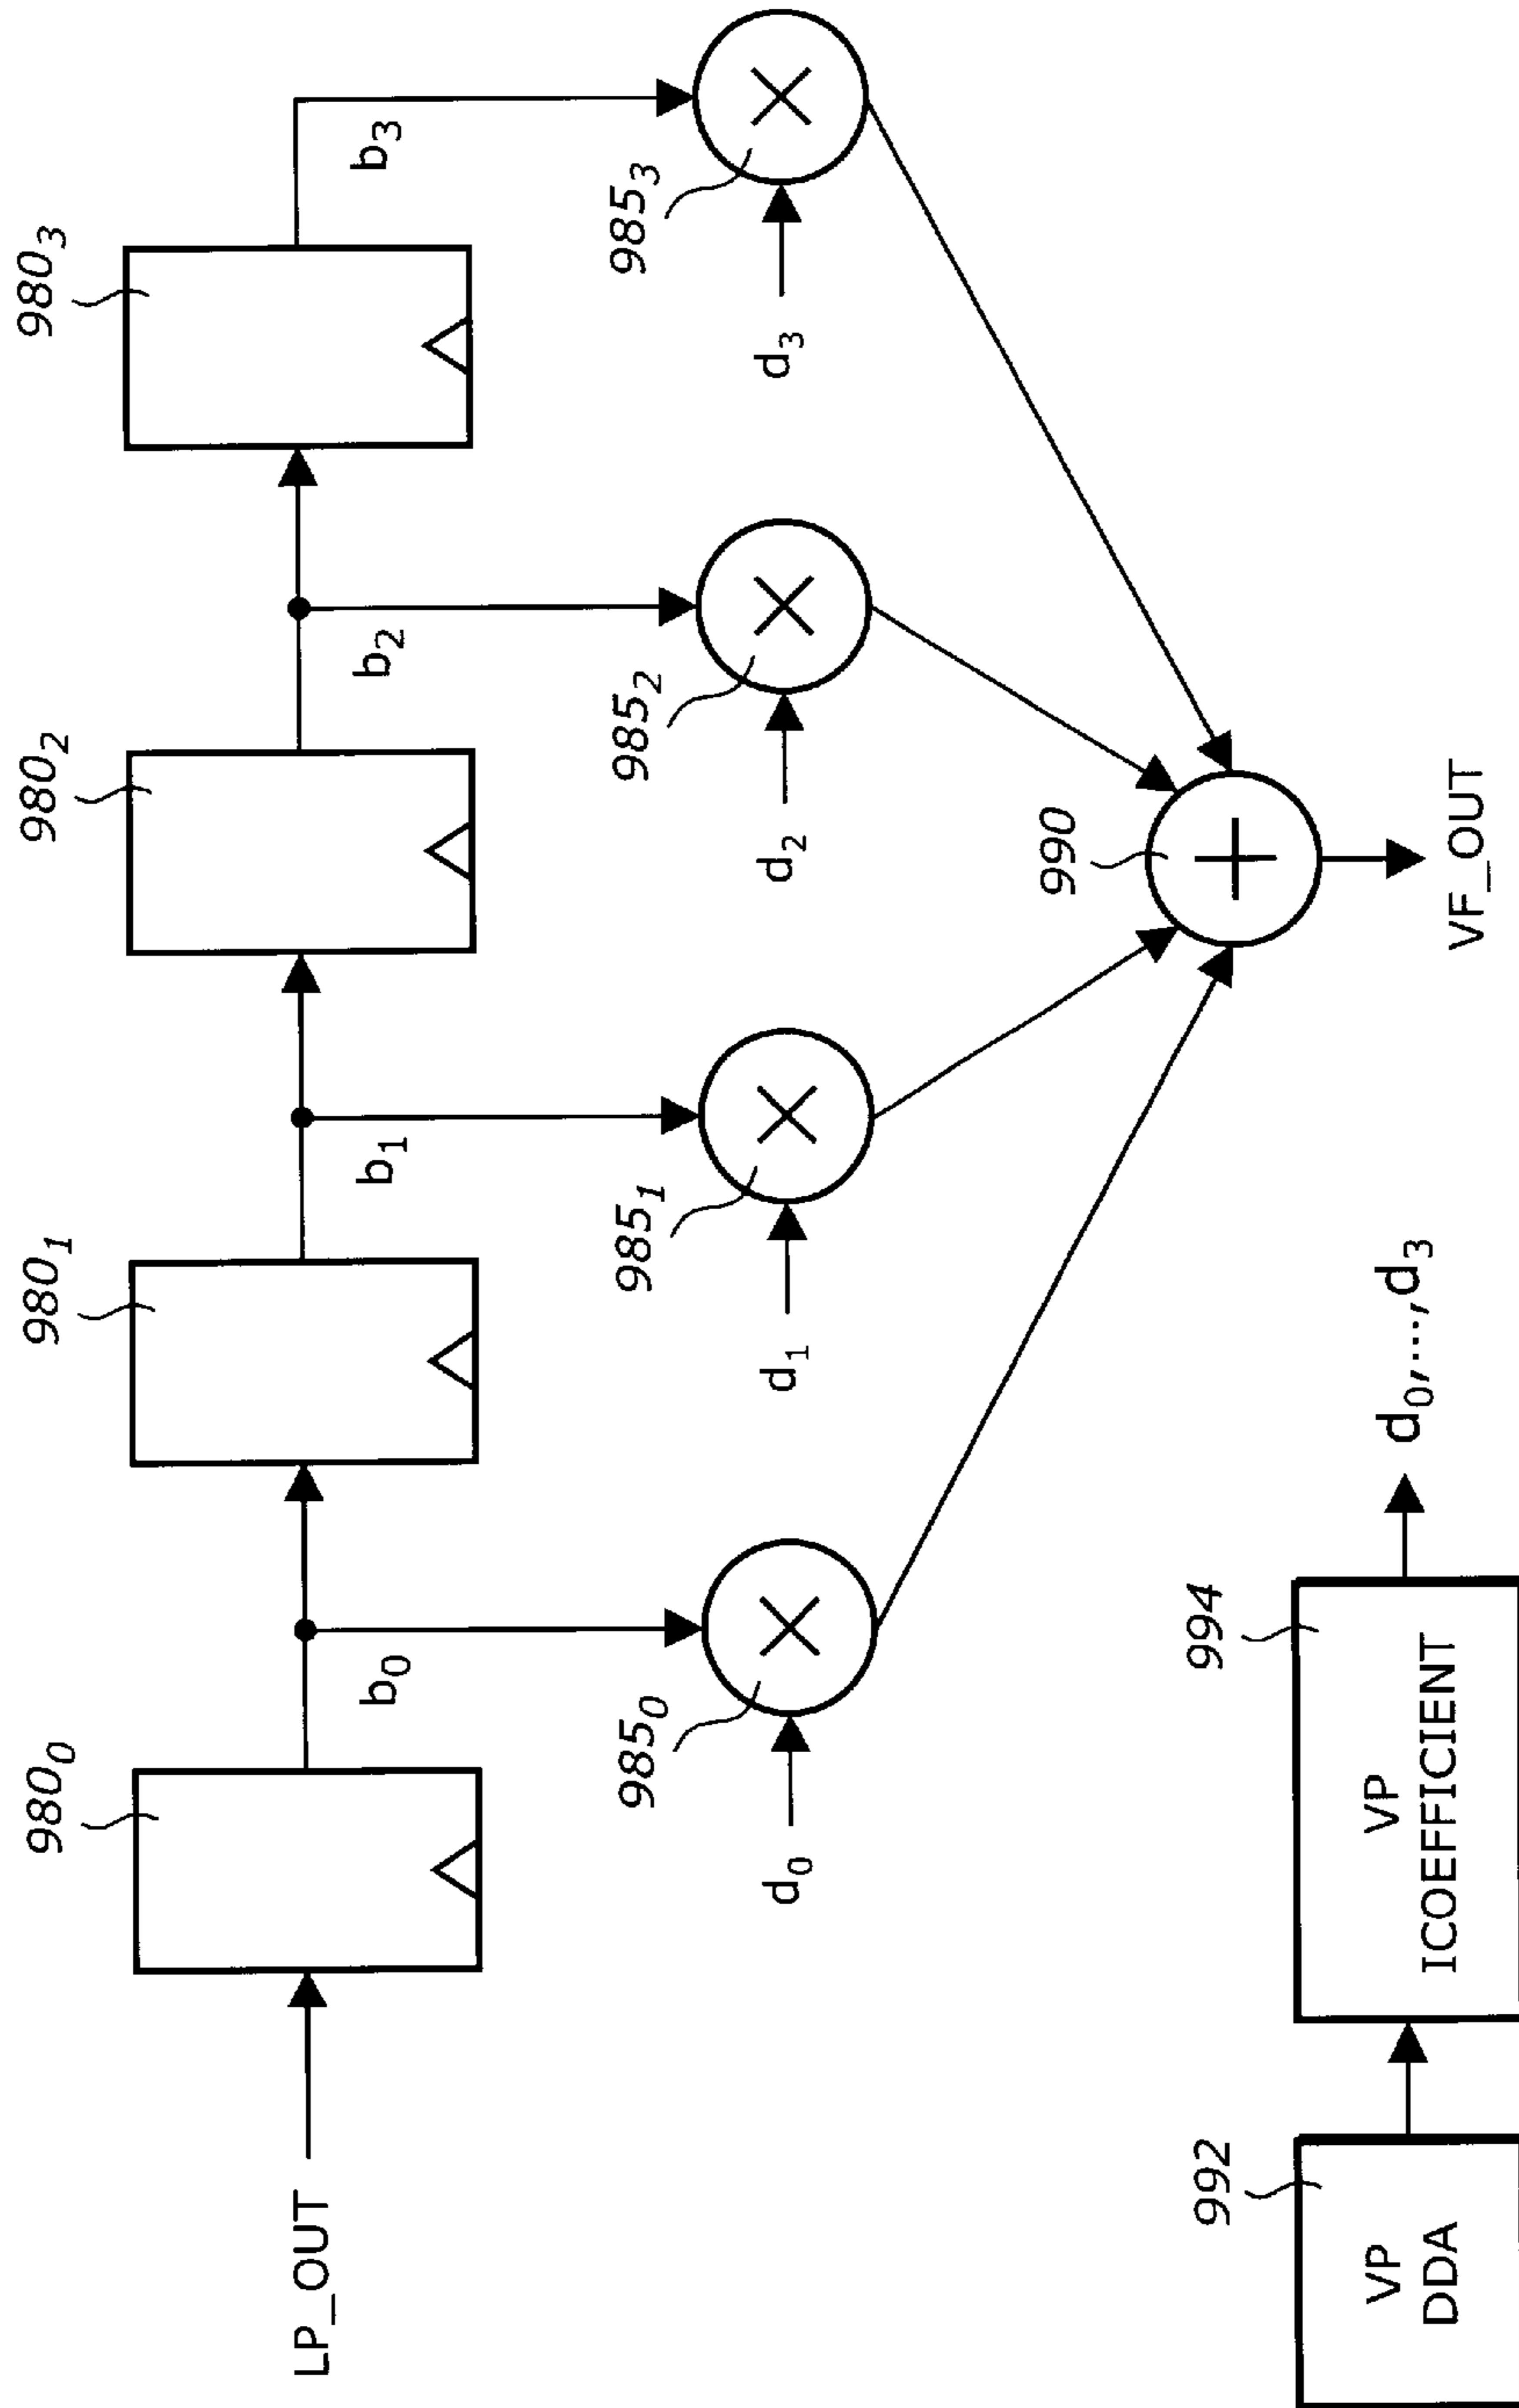 980₀
980₁
980₂
980₃
LP_OUT
b₀
b₁
b₂
b₃
985₀
985₁
985₂
985₃
d₀
d₁
d₂
d₃
990
VF_OUT
992
VP
DDA
994
VP
ICOEFFICIENT
d₀,...,d₃